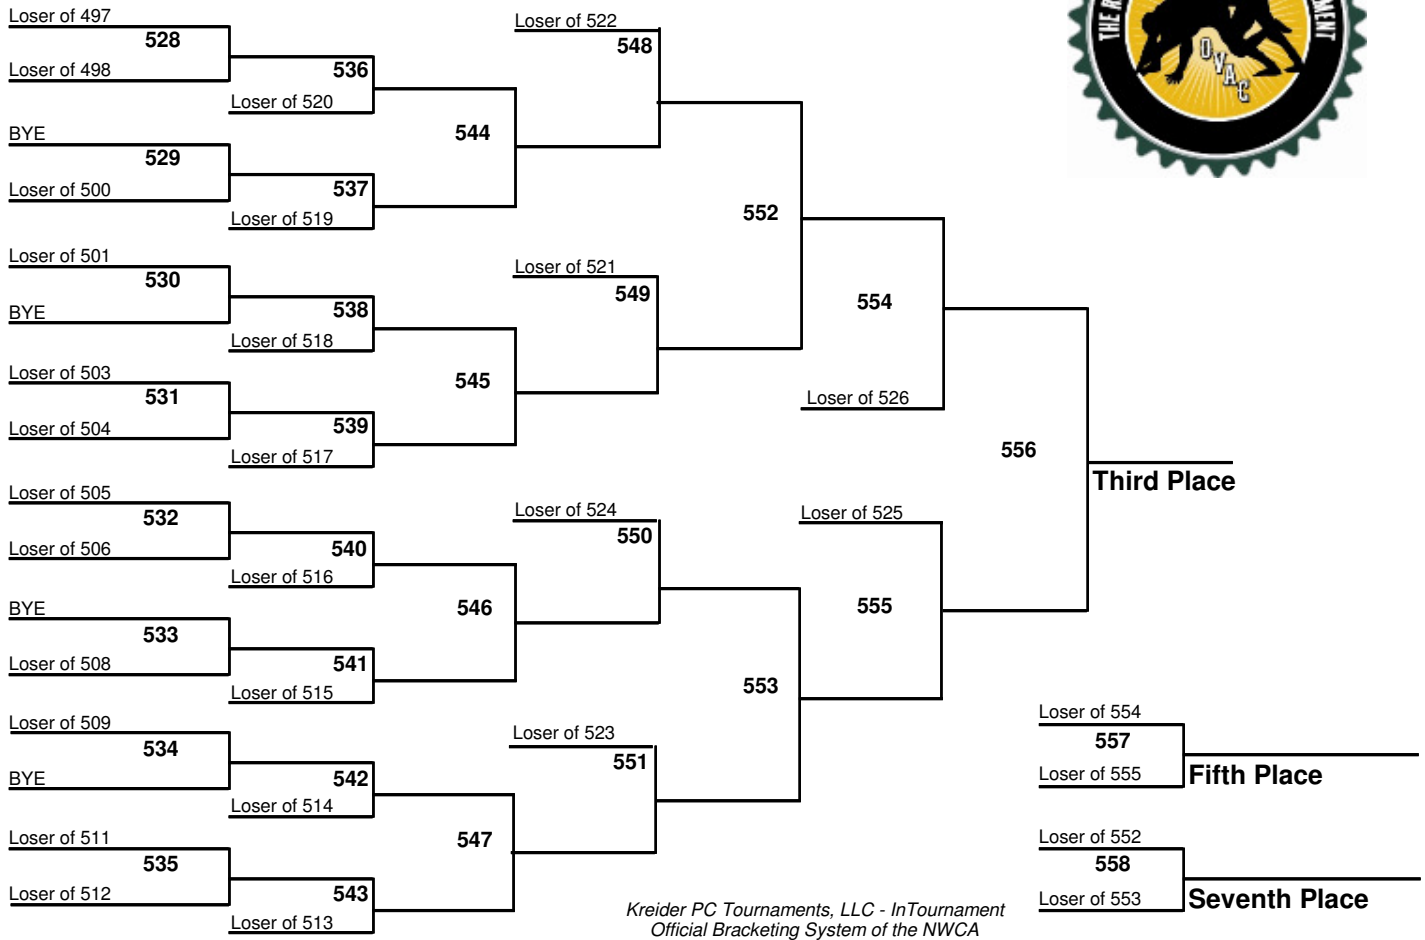 Loser of 497
528
Loser of 498
536
Loser of 520
BYE
529
Loser of 500
537
Loser of 519
544
Loser of 501
530
BYE
538
Loser of 518
Loser of 503
531
Loser of 504
539
Loser of 517
545
Loser of 505
532
Loser of 506
540
Loser of 516
BYE
533
Loser of 508
541
Loser of 515
546
Loser of 509
534
BYE
542
Loser of 514
Loser of 511
535
Loser of 512
543
Loser of 513
547
Loser of 522
548
Loser of 521
549
552
Loser of 524
550
Loser of 523
551
553
554
Loser of 526
Loser of 525
555
556
Third Place
Loser of 554
557
Loser of 555
Fifth Place
Loser of 552
558
Loser of 553
Seventh Place
Kreider PC Tournaments, LLC - InTournament
Official Bracketing System of the NWCA
OVAC